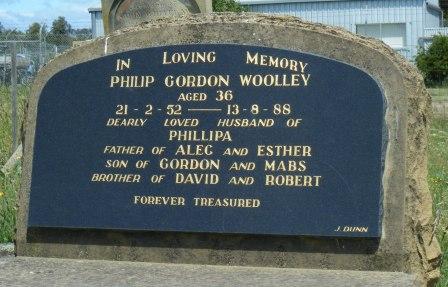 In Loving Memory
PHILIP GORDON WOOLLEY
AGED 36
21-2-52 — 13-8-88
DEARLY LOVED HUSBAND OF
PHILLIPA
FATHER OF ALEC AND ESTHER
SON OF GORDON AND MABS
BROTHER OF DAVID AND ROBERT
FOREVER TREASURED
J. DUNN